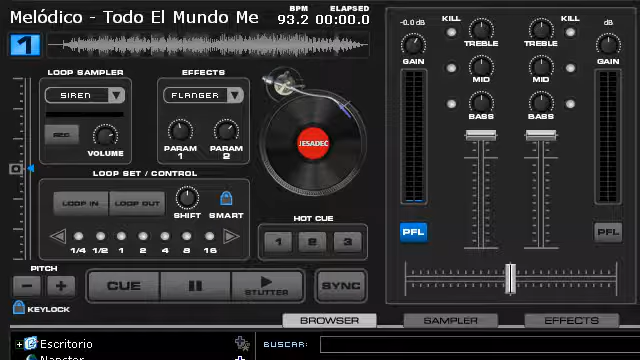 Melódico - Todo El Mundo Me
BPM
93.2
ELAPSED
00:00.0
1
LOOP SAMPLER
SIREN
REC
VOLUME
EFFECTS
FLANGER
PARAM 1
PARAM 2
JESADEC
LOOP SET / CONTROL
LOOP IN
LOOP OUT
SHIFT
SMART
1/4 1/2 1 2 4 8 16
HOT CUE
1 2 3
PITCH
- +
KEYLOCK
CUE
STUTTER
SYNC
-0.0 dB
KILL
KILL
dB
GAIN
TREBLE
TREBLE
GAIN
MID
MID
BASS
BASS
PFL
PFL
BROWSER
SAMPLER
EFFECTS
Escritorio
BUSCAR:
Napster